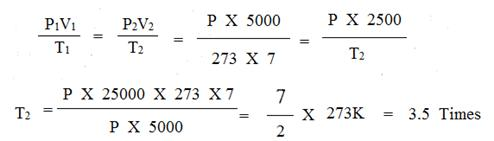 P₁V₁/T₁ = P₂V₂/T₂ = P X 5000/273 X 7 = P X 2500/T₂
T₂ = P X 25000 X 273 X 7/P X 5000 = 7/2 X 273K = 3.5 Times